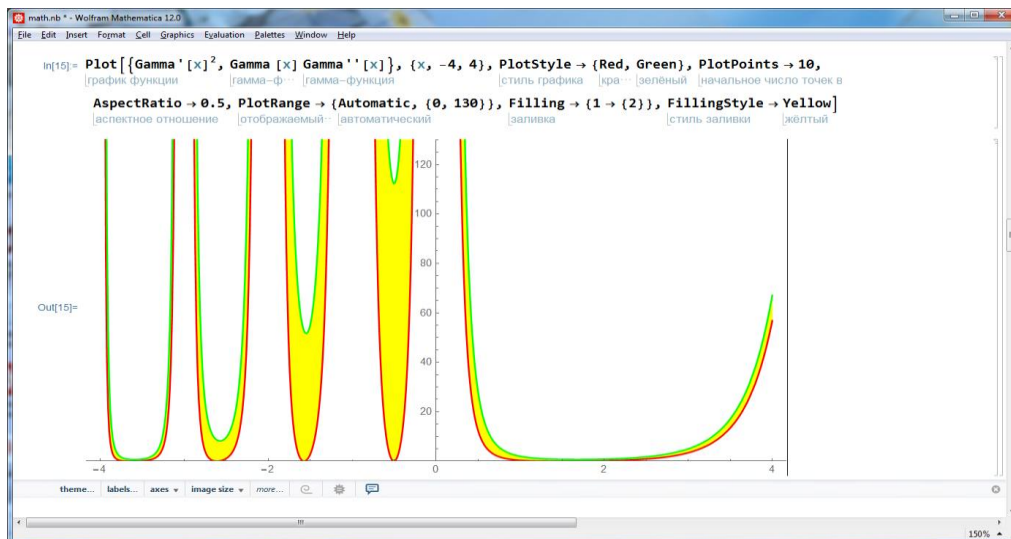 math.nb * - Wolfram Mathematica 12.0
File Edit Insert Format Cell Graphics Evaluation Palettes Window Help
In[15]:= Plot[{Gamma'[x]², Gamma [x] Gamma''[x]}, {x, -4, 4}, PlotStyle → {Red, Green}, PlotPoints → 10,
график функции гамма-ф··· гамма-функция стиль графика кра··· зелёный начальное число точек в
AspectRatio → 0.5, PlotRange → {Automatic, {0, 130}}, Filling → {1 → {2}}, FillingStyle → Yellow]
аспектное отношение отображаемый·· автоматический заливка стиль заливки жёлтый
120
100
80
60
40
20
Out[15]=
-4 -2 0 2 4
theme... labels... axes image size more...
150%